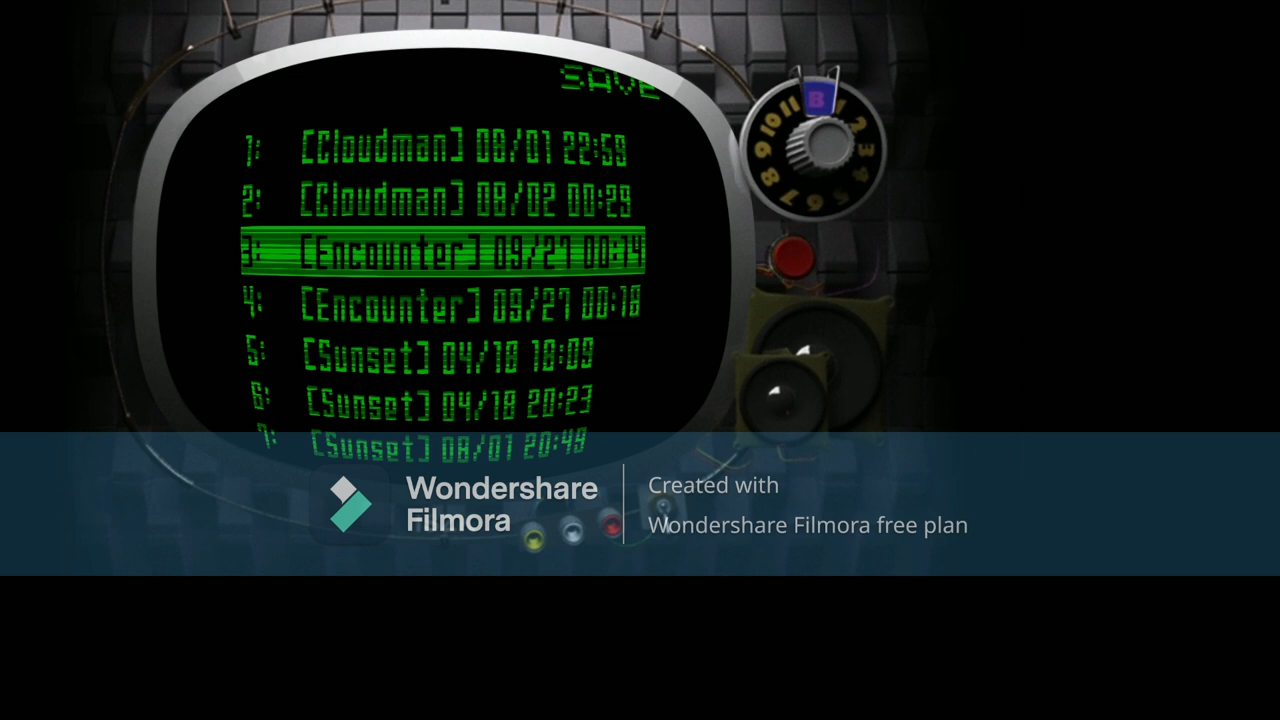 SAVE
1: [Cloudman] 08/01 22:59
2: [Cloudman] 08/02 00:29
3: [Encounter] 09/27 00:14
4: [Encounter] 09/27 00:18
5: [Sunset] 04/18 18:09
6: [Sunset] 04/18 20:23
7: [Sunset] 08/01 20:49
B 1 2 3 4 5 6 7 8 9 10 11
Wondershare
Filmora
Created with
Wondershare Filmora free plan